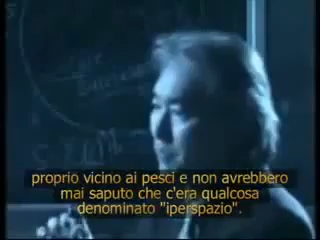 proprio vicino ai pesci e non avrebbero
mai saputo che c'era qualcosa
denominato "iperspazio".